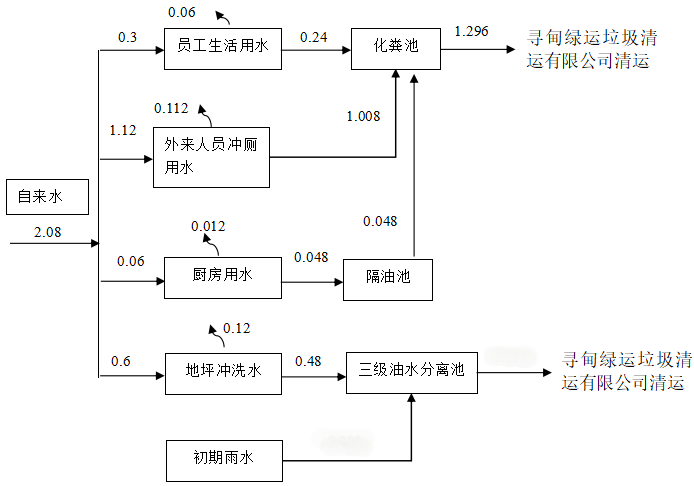 0.06
0.3
员工生活用水
0.24
化粪池
1.296
寻甸绿运垃圾清
运有限公司清运
0.112
1.12
外来人员冲厕
用水
1.008
自来水
2.08
0.012
0.06
厨房用水
0.048
隔油池
0.048
0.12
0.6
地坪冲洗水
0.48
三级油水分离池
寻甸绿运垃圾清
运有限公司清运
初期雨水